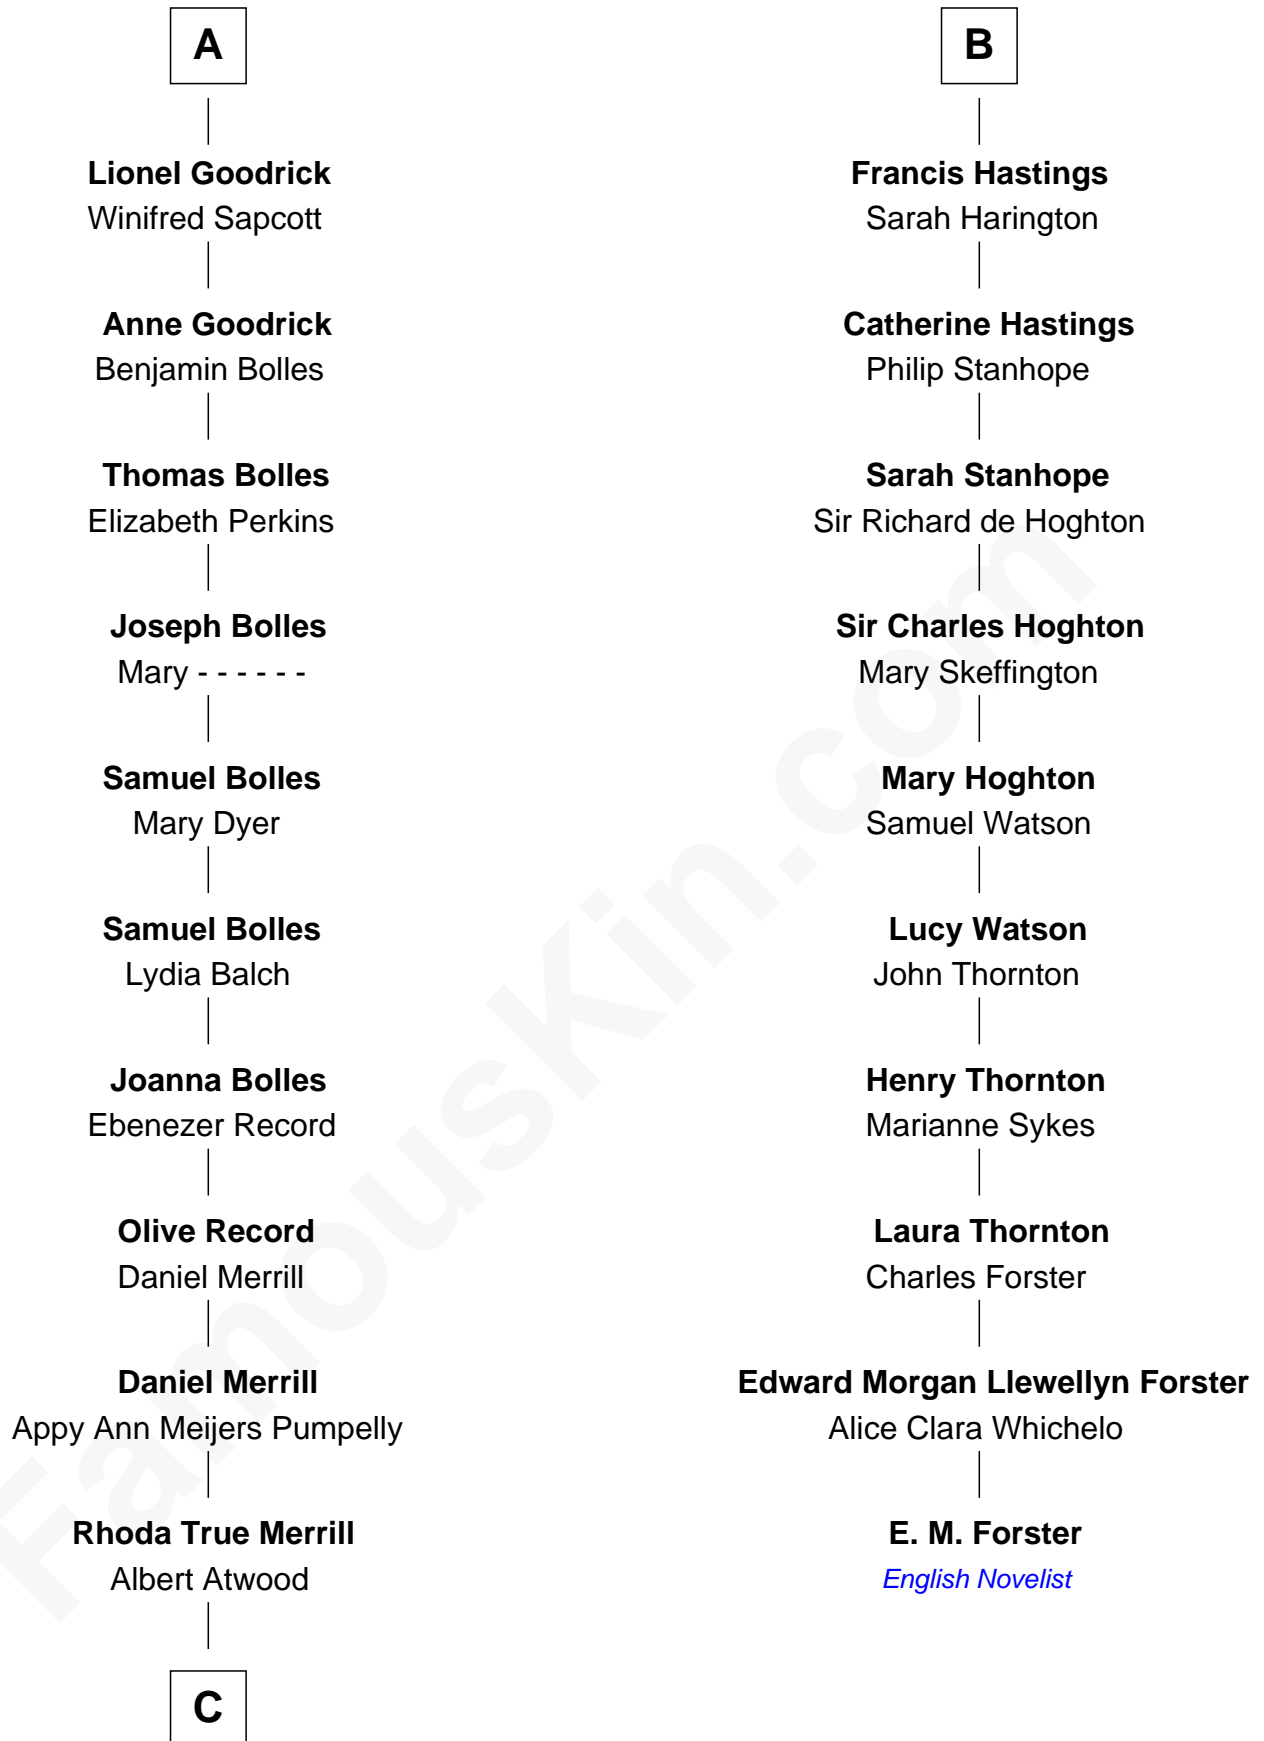 A
Lionel Goodrick
Winifred Sapcott
Anne Goodrick
Benjamin Bolles
Thomas Bolles
Elizabeth Perkins
Joseph Bolles
Mary - - - - - -
Samuel Bolles
Mary Dyer
Samuel Bolles
Lydia Balch
Joanna Bolles
Ebenezer Record
Olive Record
Daniel Merrill
Daniel Merrill
Appy Ann Meijers Pumpelly
Rhoda True Merrill
Albert Atwood
C
B
Francis Hastings
Sarah Harington
Catherine Hastings
Philip Stanhope
Sarah Stanhope
Sir Richard de Hoghton
Sir Charles Hoghton
Mary Skeffington
Mary Hoghton
Samuel Watson
Lucy Watson
John Thornton
Henry Thornton
Marianne Sykes
Laura Thornton
Charles Forster
Edward Morgan Llewellyn Forster
Alice Clara Whichelo
E. M. Forster
English Novelist
FamousKin.com